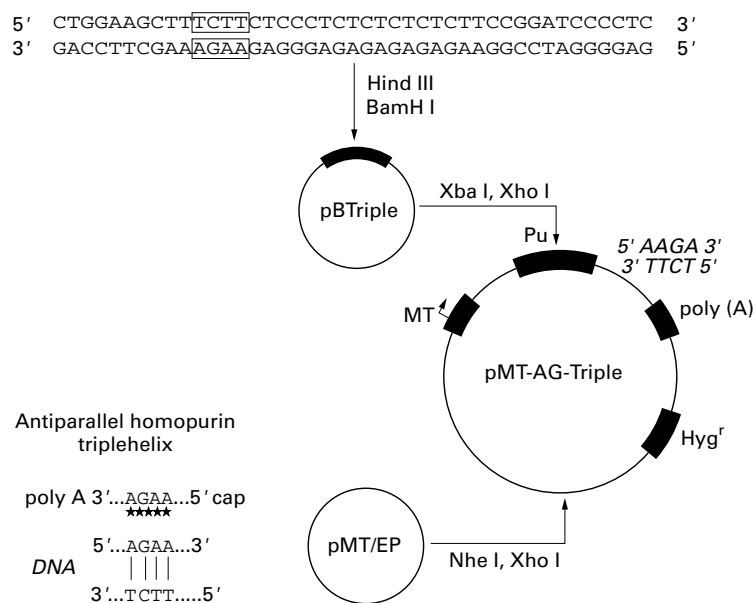 5′ CTGGAAGCTTTCTTCTCCCTCTCTCTCTCTTCCGGATCCCCTC 3′
3′ GACCTTCGAAAGAAGAGGGAGAGAGAGAGAAGGCCTAGGGGAG 5′
Hind III
BamH I
pBTriple
Xba I, Xho I
Pu
5′ AAGA 3′
3′ TTCT 5′
MT
poly (A)
pMT-AG-Triple
Hygʳ
Antiparallel homopurin
triplehelix
poly A 3′...AGAA...5′ cap
★★★★★
5′...AGAA...3′
DNA
3′...TCTT.....5′
pMT/EP
Nhe I, Xho I